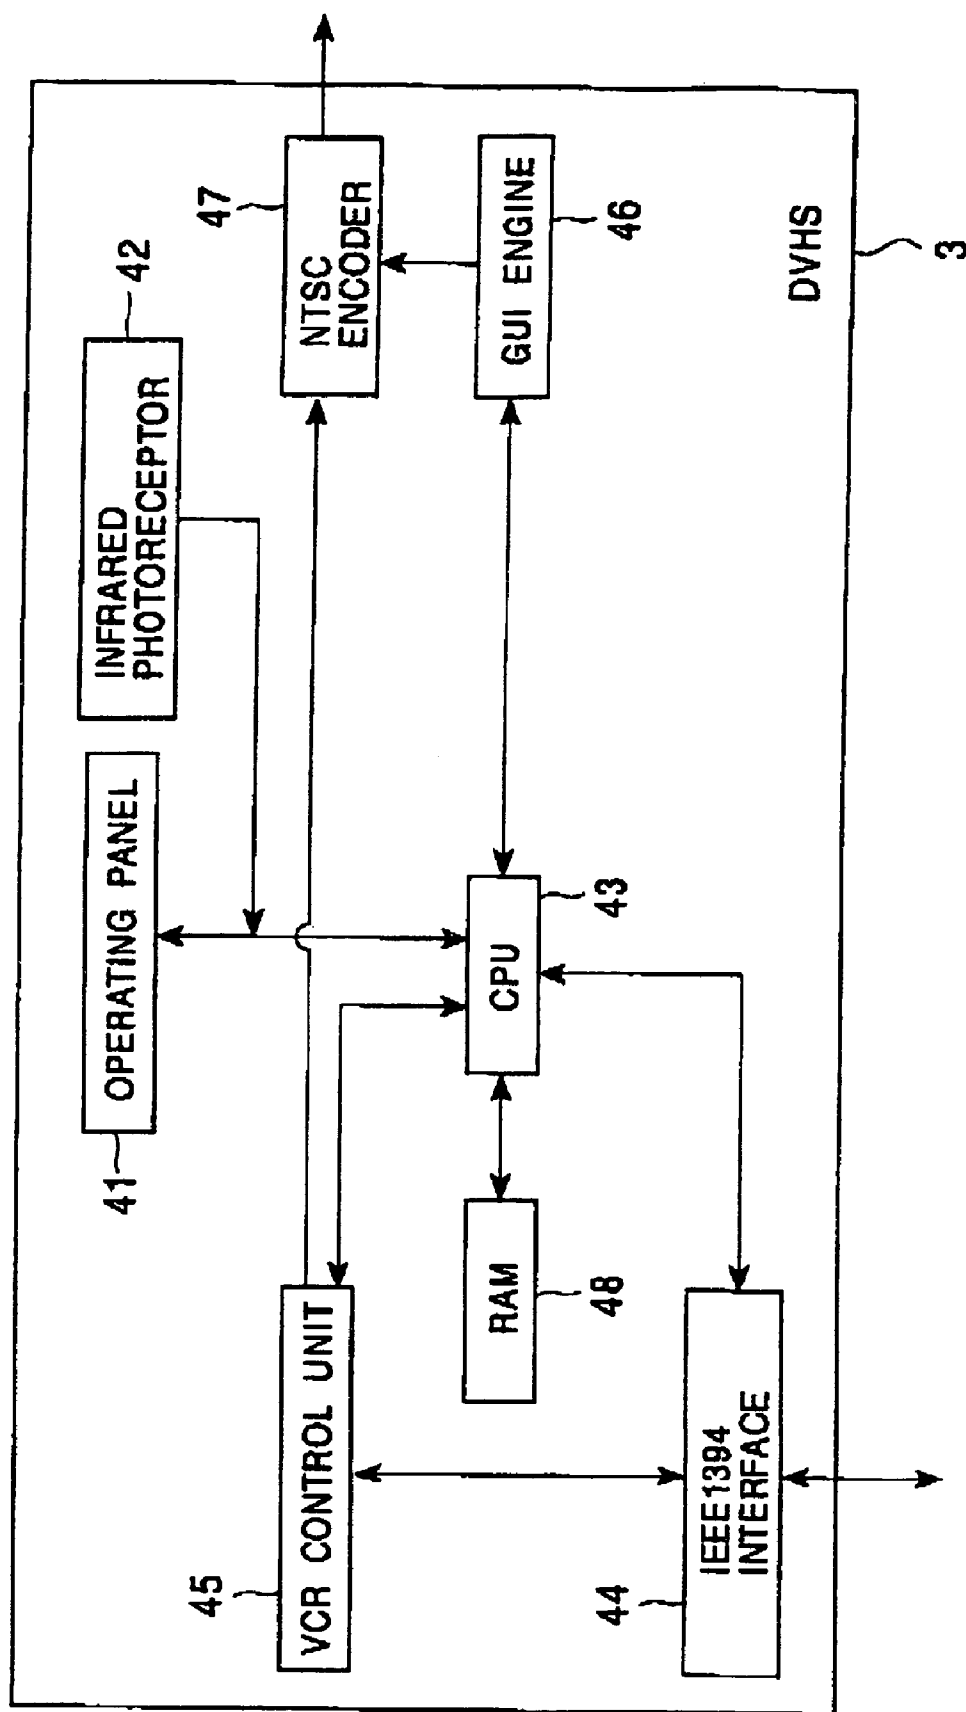 41
OPERATING PANEL
42
INFRARED
PHOTORECEPTOR
45
VCR CONTROL UNIT
47
NTSC
ENCODER
RAM
48
CPU
43
GUI ENGINE
46
44
IEEE1394
INTERFACE
DVHS
3